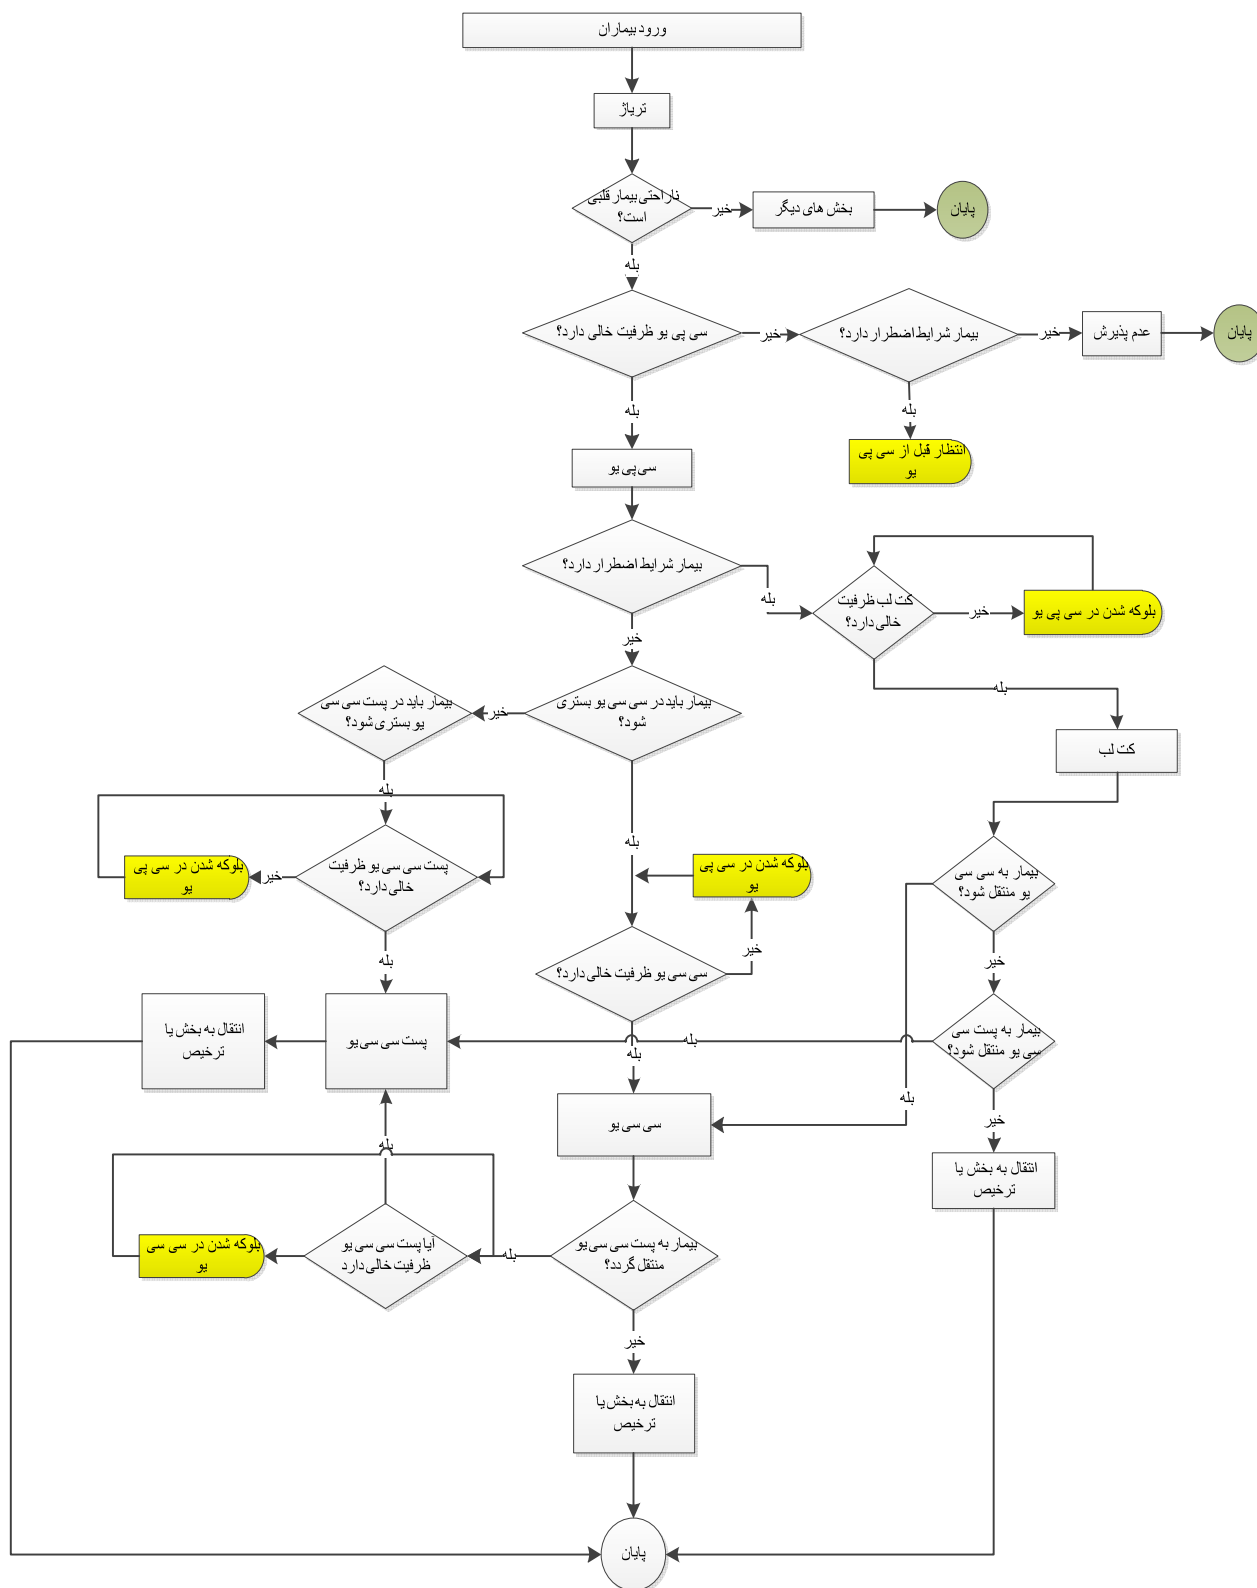 ورود بیماران
تریاژ
ناراحتی بیمار قلبی
است؟
خیر
بخش های دیگر
پایان
بله
سی پی یو ظرفیت خالی دارد؟
خیر
بیمار شرایط اضطرار دارد؟
خیر
عدم پذیرش
پایان
بله
بله
انتظار قبل از سی پی
یو
سی پی یو
بیمار شرایط اضطرار دارد؟
بله
کت لب ظرفیت
خالی دارد؟
خیر
بلوکه شدن در سی پی یو
خیر
بله
بیمار باید در سی سی یو بستری
شود؟
خیر
بیمار باید در پست سی سی
یو بستری شود؟
کت لب
بله
بله
پست سی سی یو ظرفیت
خالی دارد؟
خیر
بلوکه شدن در سی پی
یو
بلوکه شدن در سی پی
یو
بیمار به سی سی
یو منتقل شود؟
خیر
سی سی یو ظرفیت خالی دارد؟
بله
خیر
انتقال به بخش یا
ترخیص
پست سی سی یو
بله
بیمار به پست سی
سی یو منتقل شود؟
بله
بله
بله
خیر
سی سی یو
بله
انتقال به بخش یا
ترخیص
بیمار به پست سی سی یو
منتقل گردد؟
بله
آیا پست سی سی یو
ظرفیت خالی دارد
بلوکه شدن در سی سی
یو
خیر
انتقال به بخش یا
ترخیص
پایان